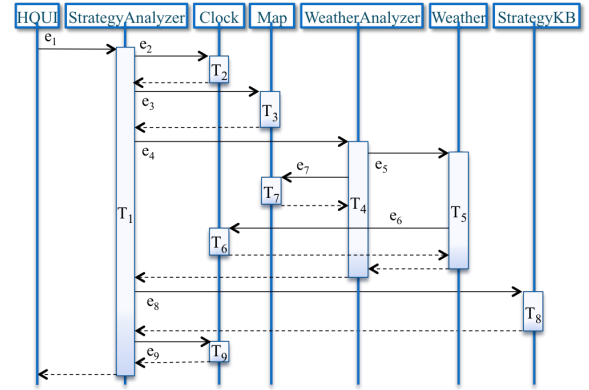 HQUI StrategyAnalyzer Clock Map WeatherAnalyzer Weather StrategyKB
e1
e2
T2
e3
T3
e4
e5
e7
T7
T4
T1
e6
T5
T6
e8
T8
e9
T9